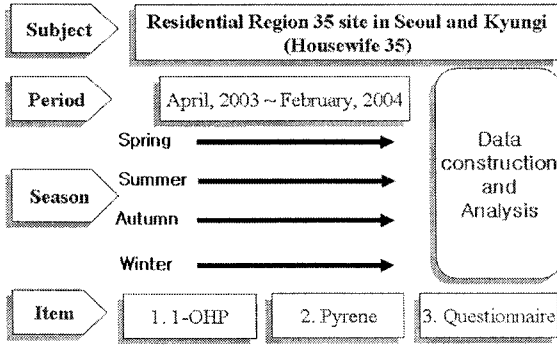 Subject
Residential Region 35 site in Seoul and Kyungi
(Housewife 35)
Period
April, 2003 ~ February, 2004
Season
Spring
Summer
Autumn
Winter
Data
construction
and
Analysis
Item
1. 1-OHP
2. Pyrene
3. Questionnaire